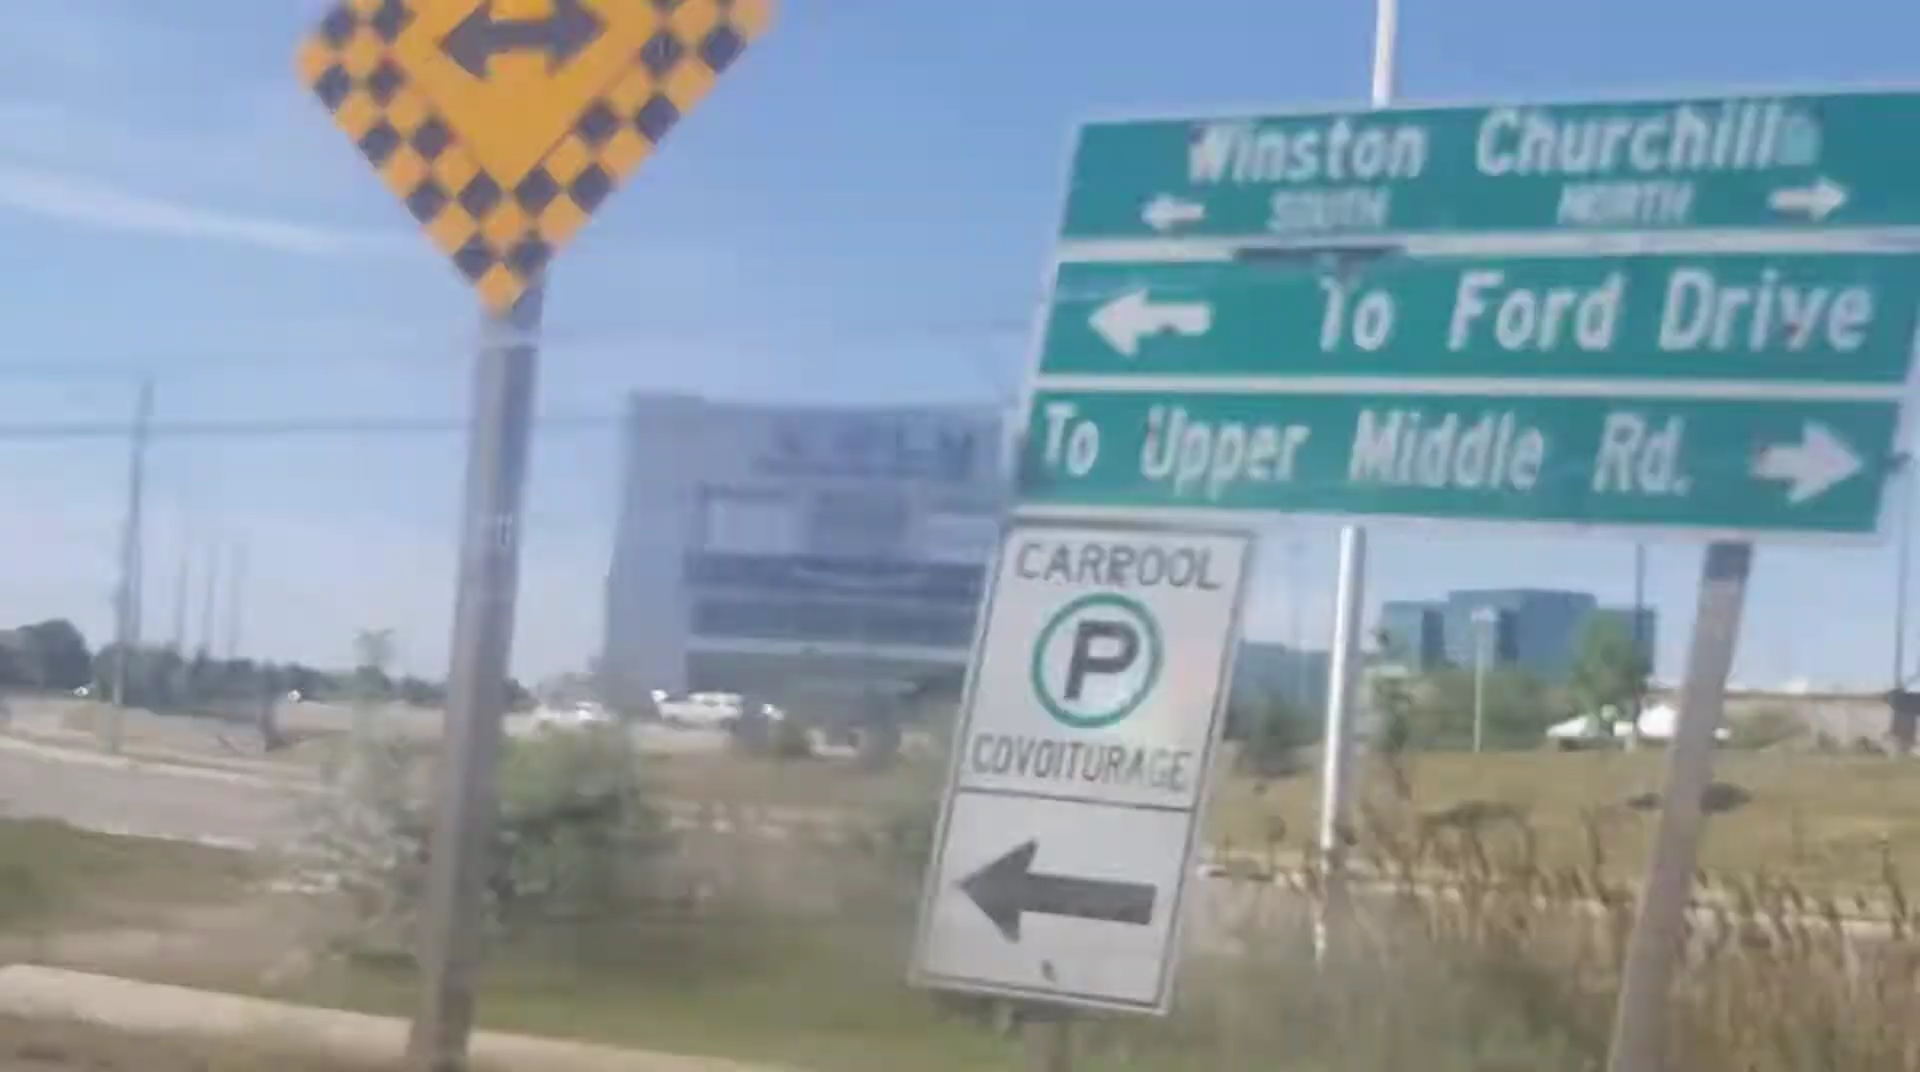 Winston Churchill
SOUTH NORTH
To Ford Drive
To Upper Middle Rd.
CARPOOL
P
COVOITURAGE